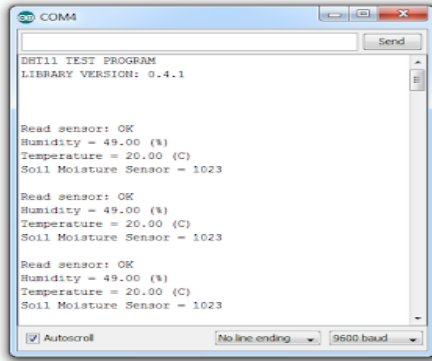 COM4
Send
DHT11 TEST PROGRAM
LIBRARY VERSION: 0.4.1
Read sensor: OK
Humidity = 49.00 (%)
Temperature = 20.00 (C)
Soil Moisture Sensor = 1023
Read sensor: OK
Humidity = 49.00 (%)
Temperature = 20.00 (C)
Soil Moisture Sensor = 1023
Read sensor: OK
Humidity = 49.00 (%)
Temperature = 20.00 (C)
Soil Moisture Sensor = 1023
Autoscroll No line ending 9600 baud